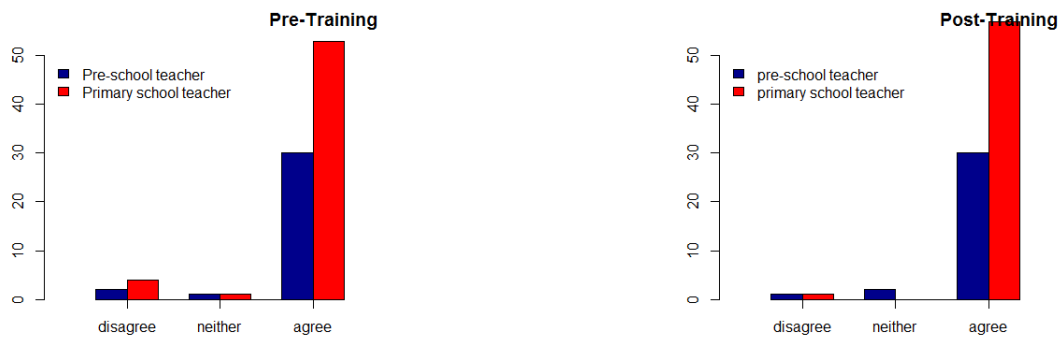 Pre-Training
50
40
30
20
10
0
Pre-school teacher
Primary school teacher
disagree neither agree
Post-Training
50
40
30
20
10
0
pre-school teacher
primary school teacher
disagree neither agree